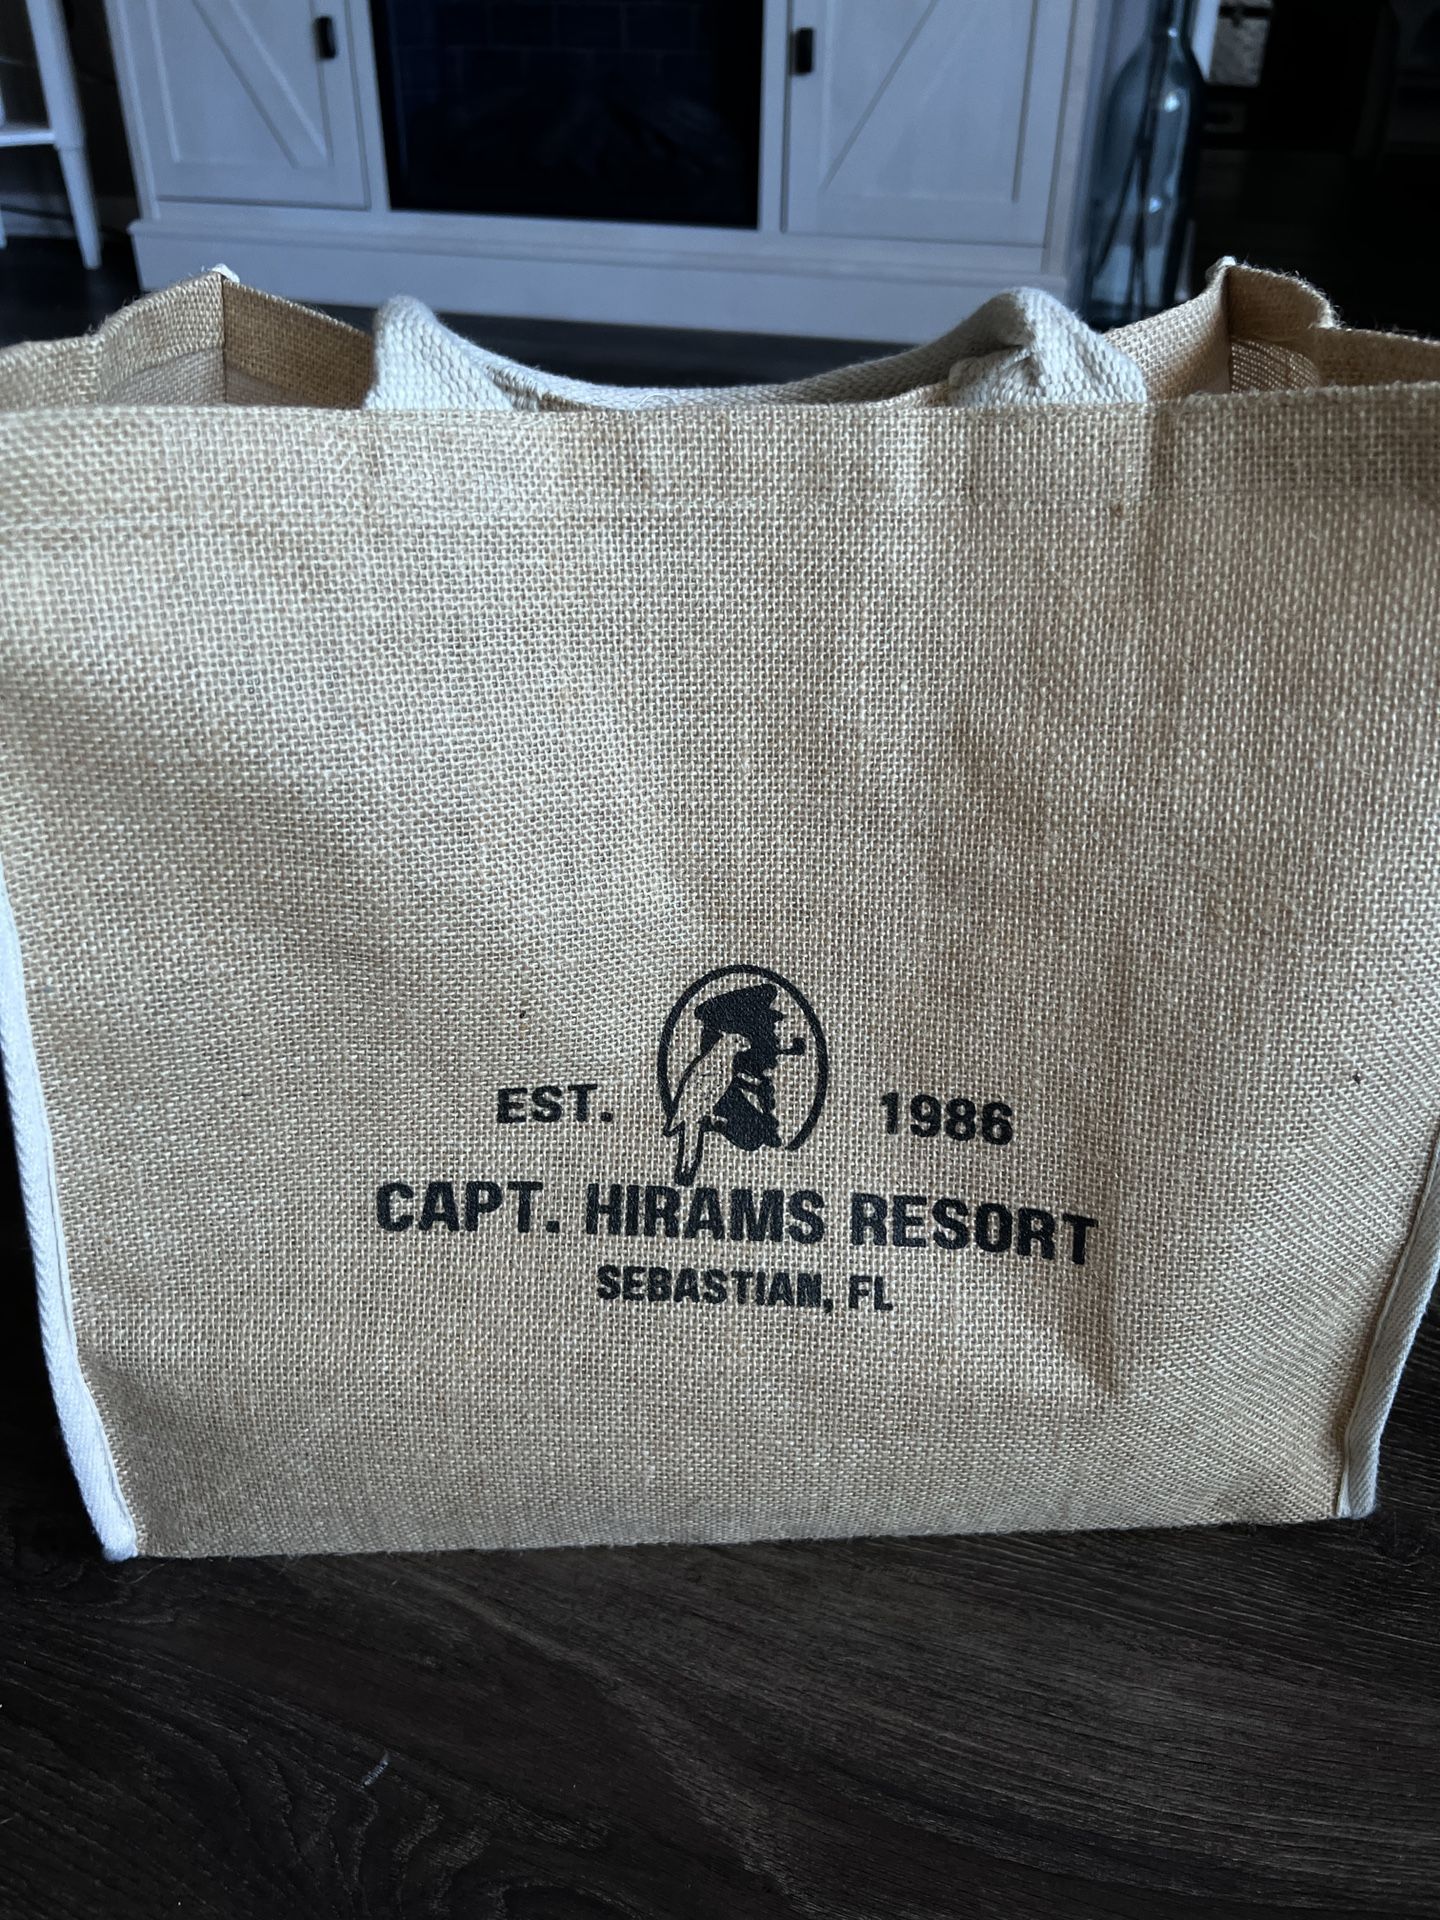 EST. 1986
CAPT. HIRAMS RESORT
SEBASTIAN, FL